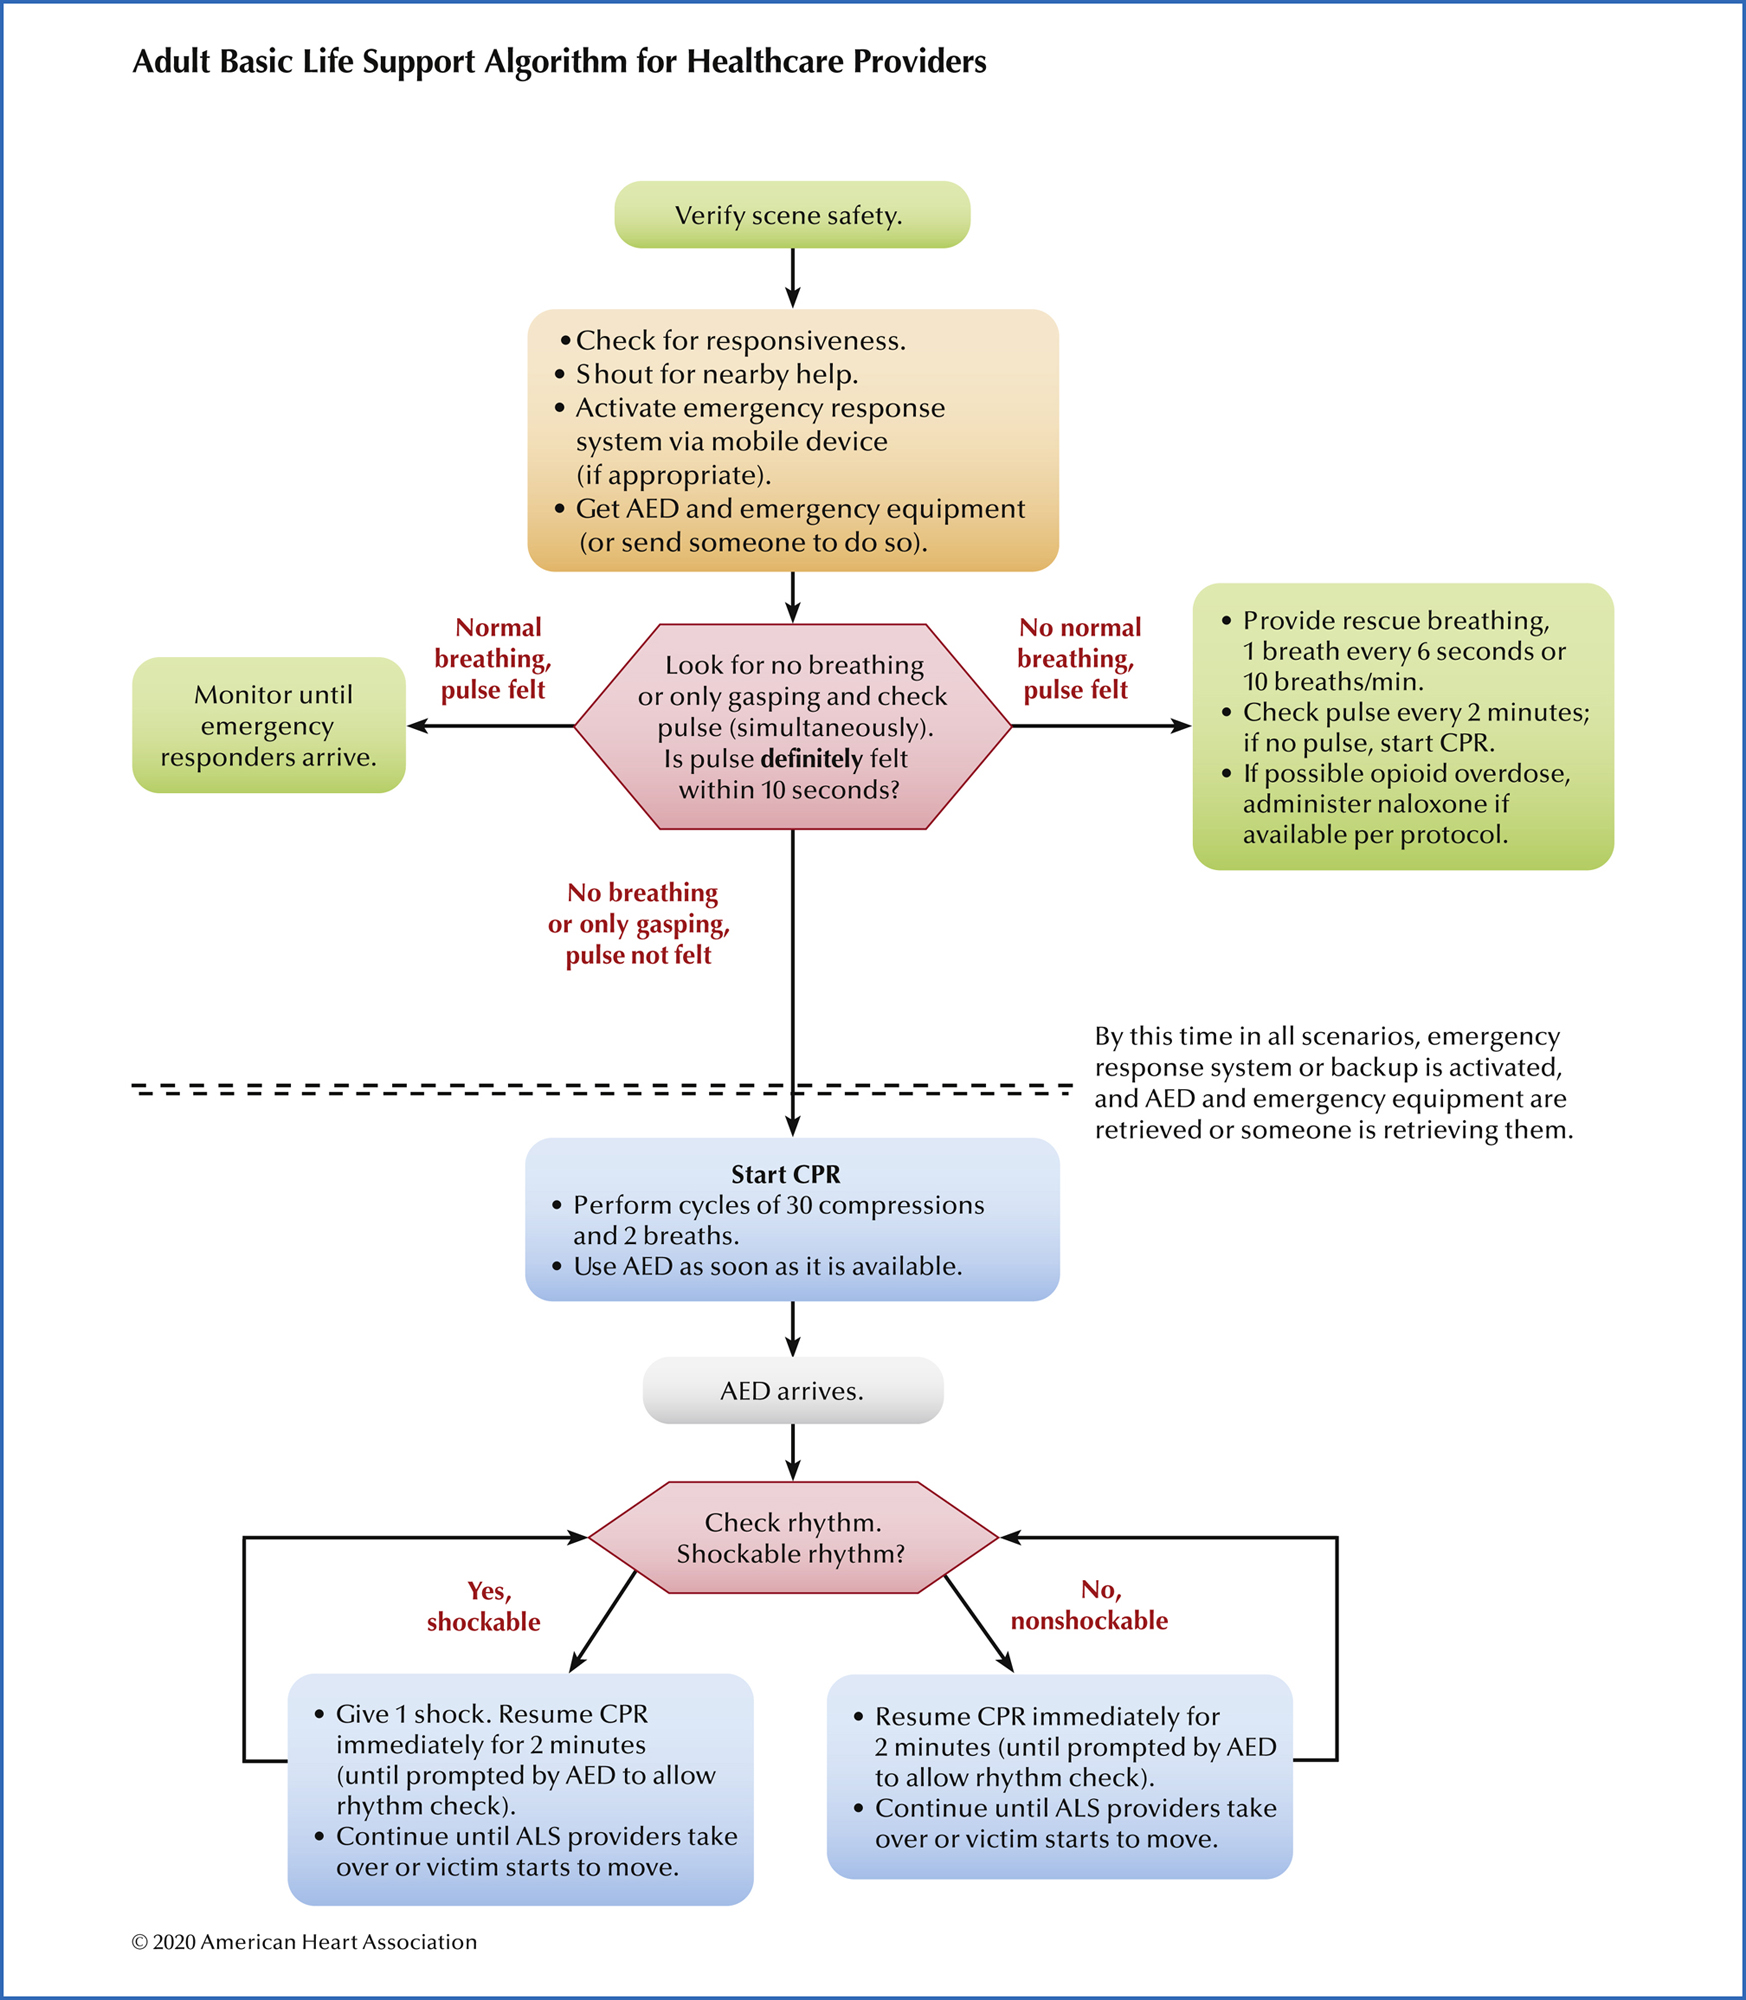 Adult Basic Life Support Algorithm for Healthcare Providers
Verify scene safety.
• Check for responsiveness.
• Shout for nearby help.
• Activate emergency response
system via mobile device
(if appropriate).
• Get AED and emergency equipment
(or send someone to do so).
Normal
breathing,
pulse felt
Monitor until
emergency
responders arrive.
Look for no breathing
or only gasping and check
pulse (simultaneously).
Is pulse definitely felt
within 10 seconds?
No normal
breathing,
pulse felt
• Provide rescue breathing,
1 breath every 6 seconds or
10 breaths/min.
• Check pulse every 2 minutes;
if no pulse, start CPR.
• If possible opioid overdose,
administer naloxone if
available per protocol.
No breathing
or only gasping,
pulse not felt
By this time in all scenarios, emergency
response system or backup is activated,
and AED and emergency equipment are
retrieved or someone is retrieving them.
Start CPR
• Perform cycles of 30 compressions
and 2 breaths.
• Use AED as soon as it is available.
AED arrives.
Check rhythm.
Shockable rhythm?
Yes,
shockable
No,
nonshockable
• Give 1 shock. Resume CPR
immediately for 2 minutes
(until prompted by AED to allow
rhythm check).
• Continue until ALS providers take
over or victim starts to move.
• Resume CPR immediately for
2 minutes (until prompted by AED
to allow rhythm check).
• Continue until ALS providers take
over or victim starts to move.
© 2020 American Heart Association